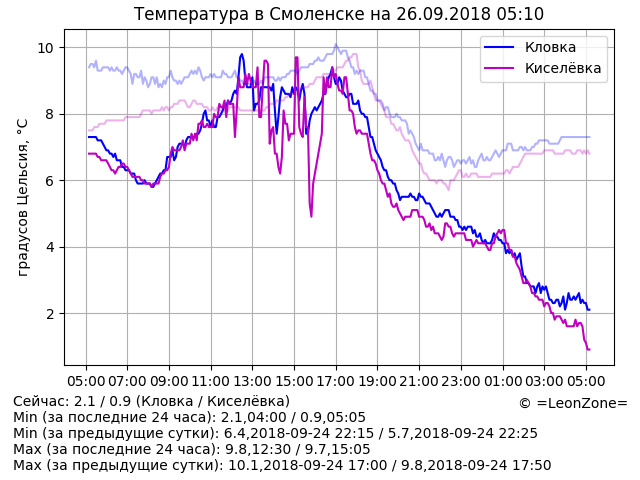 Температура в Смоленске на 26.09.2018 05:10
Кловка
Киселёвка
градусов Цельсия, °C
10
8
6
4
2
05:00 07:00 09:00 11:00 13:00 15:00 17:00 19:00 21:00 23:00 01:00 03:00 05:00
Сейчас: 2.1 / 0.9 (Кловка / Киселёвка)
© =LeonZone=
Min (за последние 24 часа): 2.1,04:00 / 0.9,05:05
Min (за предыдущие сутки): 6.4,2018-09-24 22:15 / 5.7,2018-09-24 22:25
Max (за последние 24 часа): 9.8,12:30 / 9.7,15:05
Max (за предыдущие сутки): 10.1,2018-09-24 17:00 / 9.8,2018-09-24 17:50